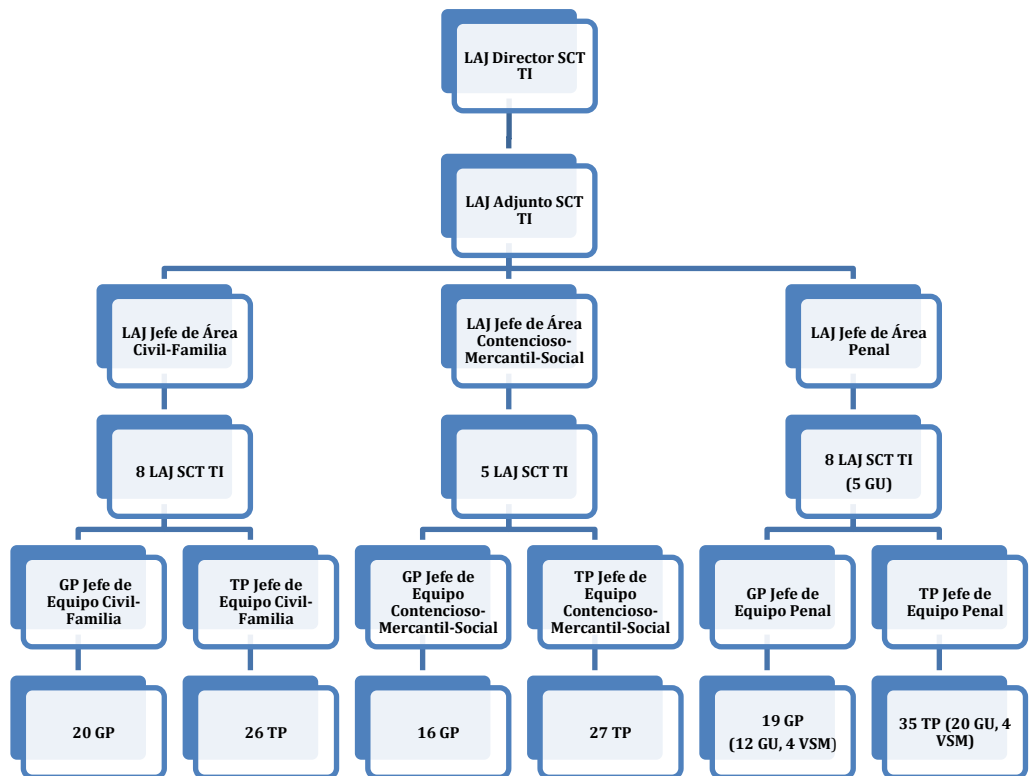 LAJ Director SCT
TI
LAJ Adjunto SCT
TI
LAJ Jefe de Área
Civil-Familia
LAJ Jefe de Área
Contencioso-
Mercantil-Social
LAJ Jefe de Área
Penal
8 LAJ SCT TI
5 LAJ SCT TI
8 LAJ SCT TI
(5 GU)
GP Jefe de
Equipo Civil-
Familia
TP Jefe de
Equipo Civil-
Familia
GP Jefe de
Equipo
Contencioso-
Mercantil-Social
TP Jefe de
Equipo
Contencioso-
Mercantil-Social
GP Jefe de
Equipo Penal
TP Jefe de
Equipo Penal
20 GP
26 TP
16 GP
27 TP
19 GP
(12 GU, 4 VSM)
35 TP (20 GU, 4
VSM)